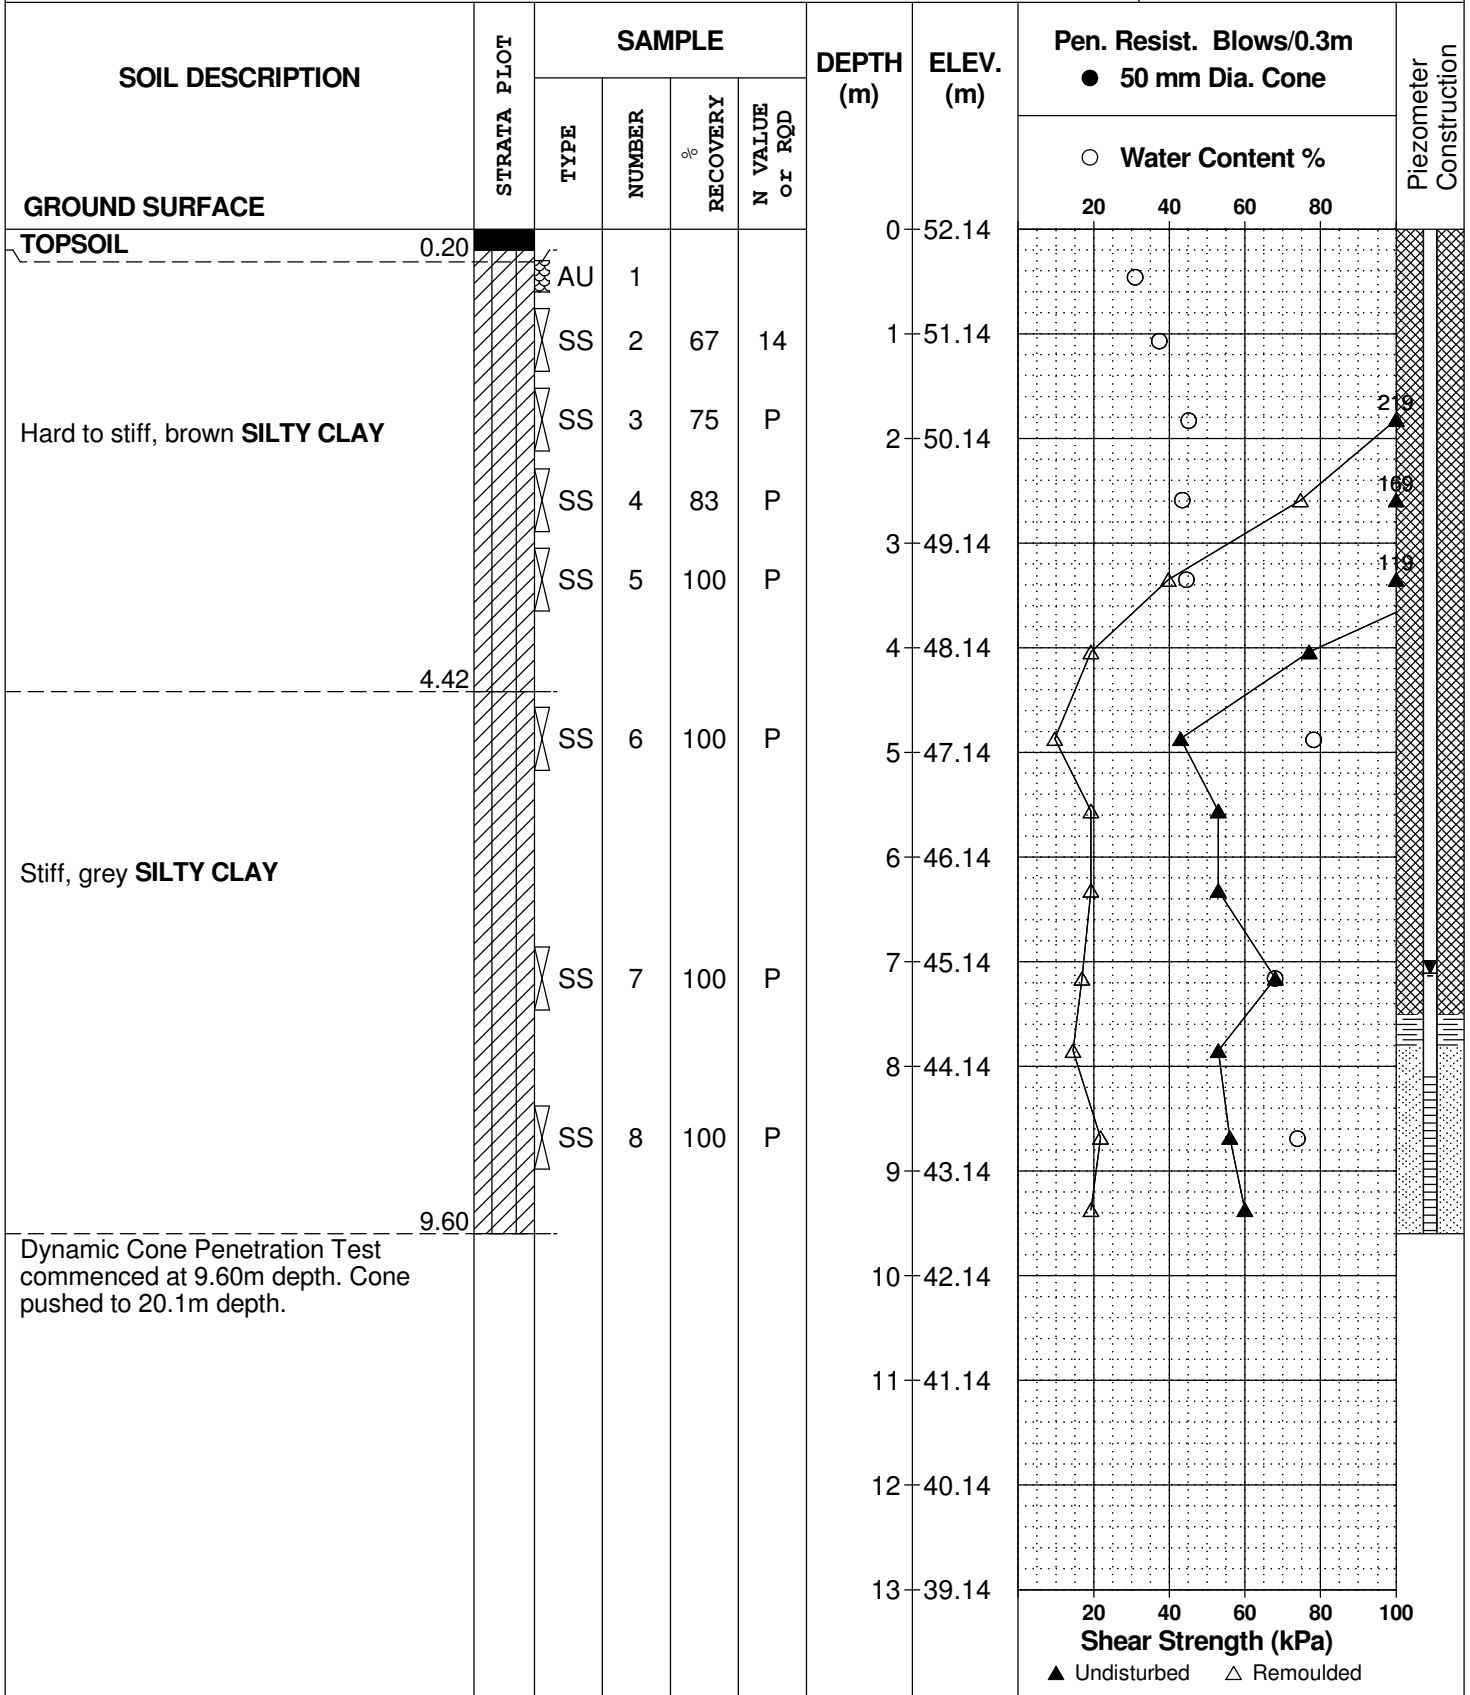 SOIL DESCRIPTION
GROUND SURFACE
STRATA PLOT
SAMPLE
TYPE
NUMBER
% RECOVERY
N VALUE
or RQD
DEPTH
(m)
ELEV.
(m)
Pen. Resist. Blows/0.3m
● 50 mm Dia. Cone
○ Water Content %
20 40 60 80
Piezometer
Construction
0 52.14
TOPSOIL 0.20
AU 1
SS 2 67 14
1 51.14
219
SS 3 75 P
Hard to stiff, brown SILTY CLAY
2 50.14
169
SS 4 83 P
3 49.14
119
SS 5 100 P
4 48.14
4.42
SS 6 100 P
5 47.14
6 46.14
Stiff, grey SILTY CLAY
7 45.14
SS 7 100 P
8 44.14
SS 8 100 P
9 43.14
9.60
Dynamic Cone Penetration Test
commenced at 9.60m depth. Cone
pushed to 20.1m depth.
10 42.14
11 41.14
12 40.14
13 39.14
20 40 60 80 100
Shear Strength (kPa)
▲ Undisturbed △ Remoulded